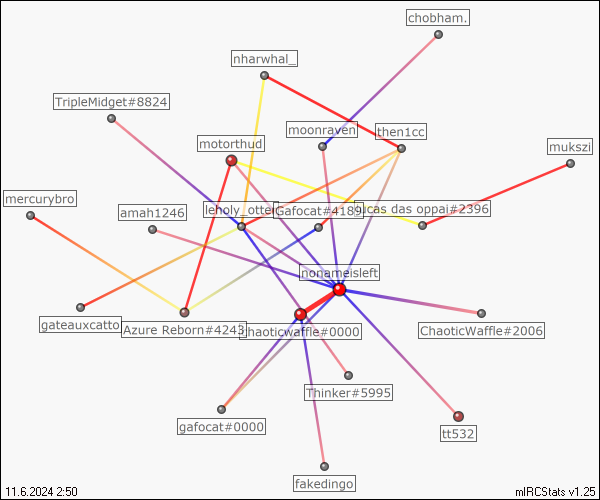 chobham.
nharwhal_
TripleMidget#8824
moonraven
then1cc
motorthud
mukszi
mercurybro
amah1246
leholy_otter
Gafocat#4189
lucas das oppai#2396
nonameisleft
gateauxcatto
Azure Reborn#4243
chaoticwaffle#0000
ChaoticWaffle#2006
Thinker#5995
gafocat#0000
tt532
fakedingo
11.6.2024 2:50
mIRCStats v1.25